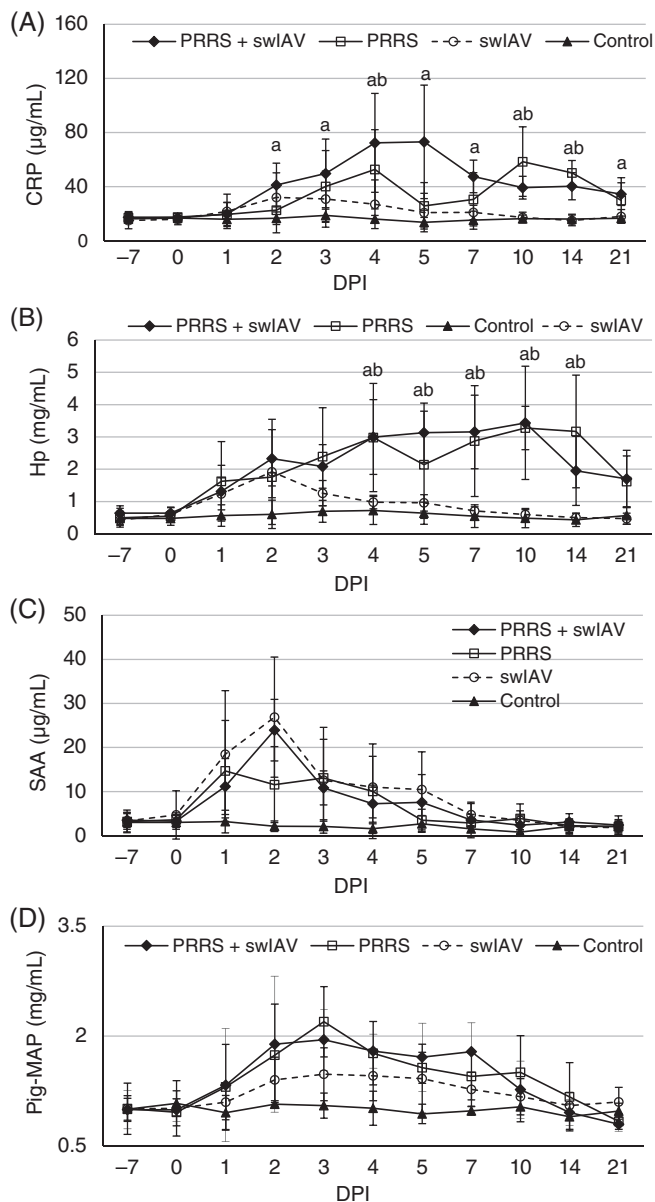 (A)
160
PRRS + swIAV PRRS swIAV Control
120
ab
a
ab
CRP (µg/mL)
80
a
a
a
ab
a
40
0
–7 0 1 2 3 4 5 7 10 14 21
DPI
(B)
PRRS + swIAV PRRS Control swIAV
6
5
ab
ab
ab
ab
ab
Hp (mg/mL)
4
3
2
1
0
–7 0 1 2 3 4 5 7 10 14 21
DPI
(C)
50
PRRS + swIAV
PRRS
swIAV
Control
40
SAA (µg/mL)
30
20
10
0
–7 0 1 2 3 4 5 7 10 14 21
DPI
(D)
3.5
PRRS + swIAV PRRS swIAV Control
Pig-MAP (mg/mL)
2
0.5
–7 0 1 2 3 4 5 7 10 14 21
DPI